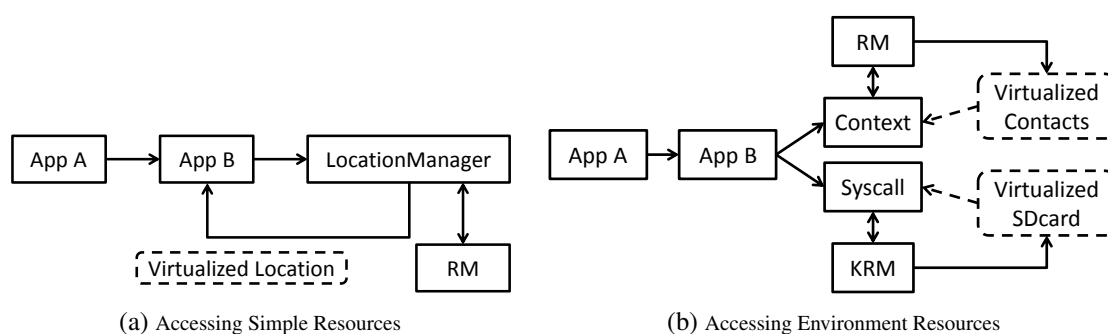 App A
App B
LocationManager
Virtualized Location
RM
(a) Accessing Simple Resources
RM
Virtualized
Contacts
Context
App A
App B
Syscall
Virtualized
SDcard
KRM
(b) Accessing Environment Resources